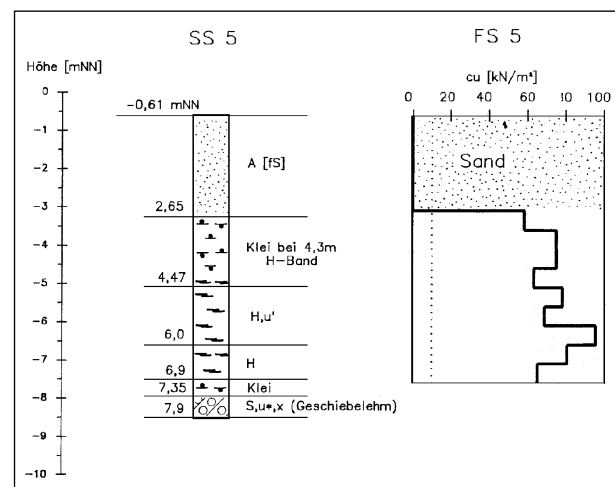 SS 5
FS 5
Höhe [mNN]
cu [kN/m²]
0
-1
-2
-3
-4
-5
-6
-7
-8
-9
-10
-0,61 mNN
A [fS]
2,65
Klei bei 4,3m
H-Band
4,47
H,u'
6,0
H
6,9
Klei
7,35
S,u*,x (Geschiebelehm)
7,9
0 20 40 60 80 100
Sand